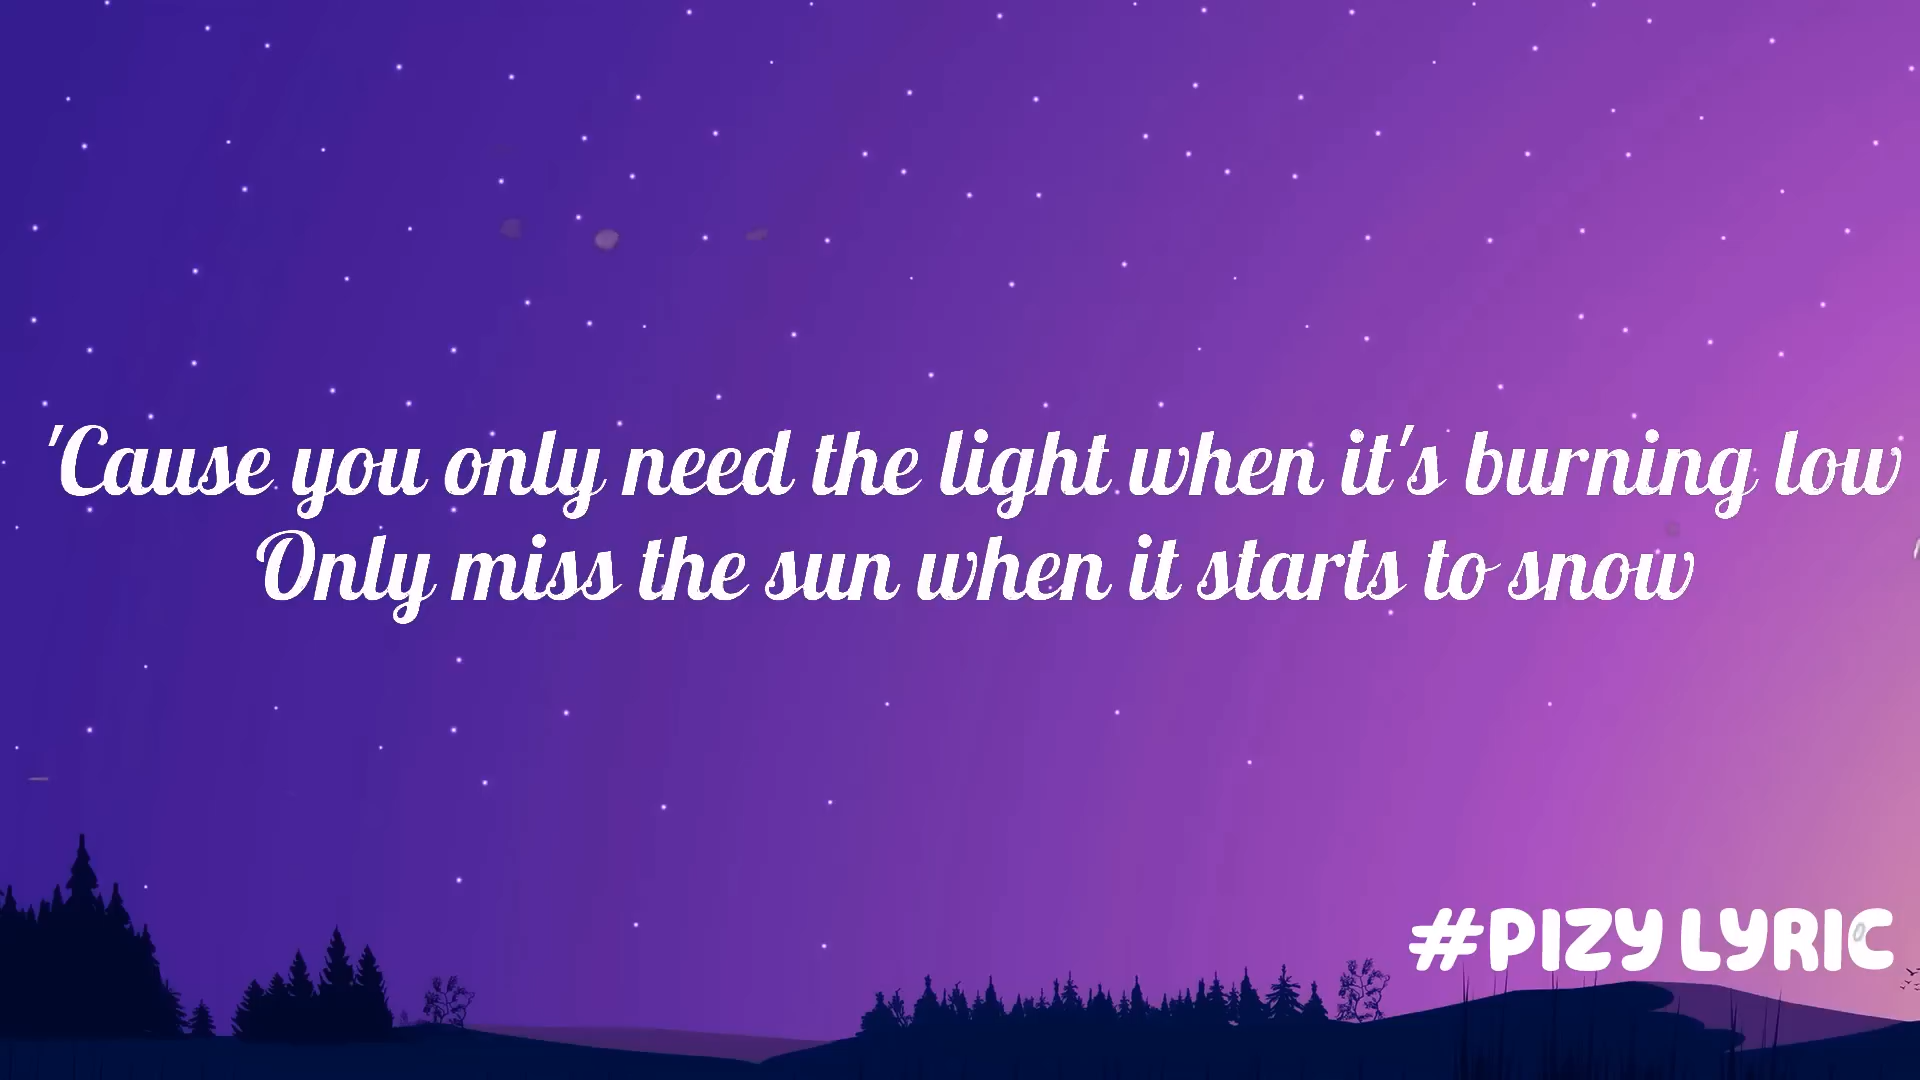 'Cause you only need the light when it's burning low
Only miss the sun when it starts to snow
#PIZY LYRIC